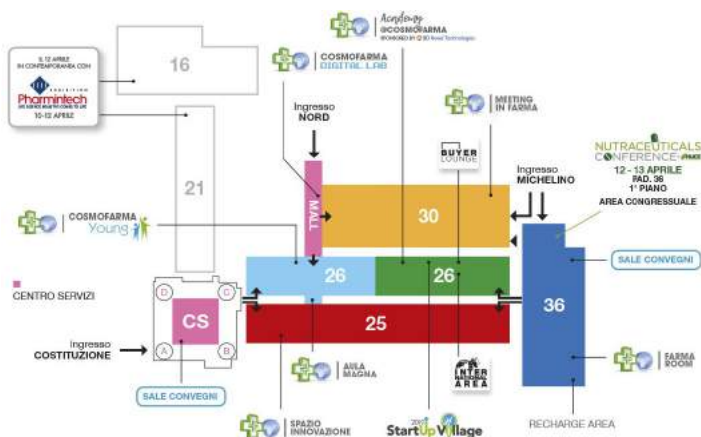 Academy
@COSMOFARMA
IL 12 APRILE
IN CONTEMPORANEA CON
EXHIBITION
Pharmintech
10-12 APRILE
16
COSMOFARMA
DIGITAL LAB
Ingresso
NORD
MEETING
IN FARMA
BUYER
LOUNGE
NUTRACEUTICALS
CONFERENCE
12 - 13 APRILE
PAD. 36
1° PIANO
AREA CONGRESSUALE
Ingresso
MICHELINO
21
MALL
30
COSMOFARMA
Young
SALE CONVEGNI
CENTRO SERVIZI
26
26
36
D
C
CS
A
B
25
Ingresso
COSTITUZIONE
SALE CONVEGNI
AULA
MAGNA
INTER
NATIONAL
AREA
FARMA
ROOM
SPAZIO
INNOVAZIONE
StartUp Village
RECHARGE AREA